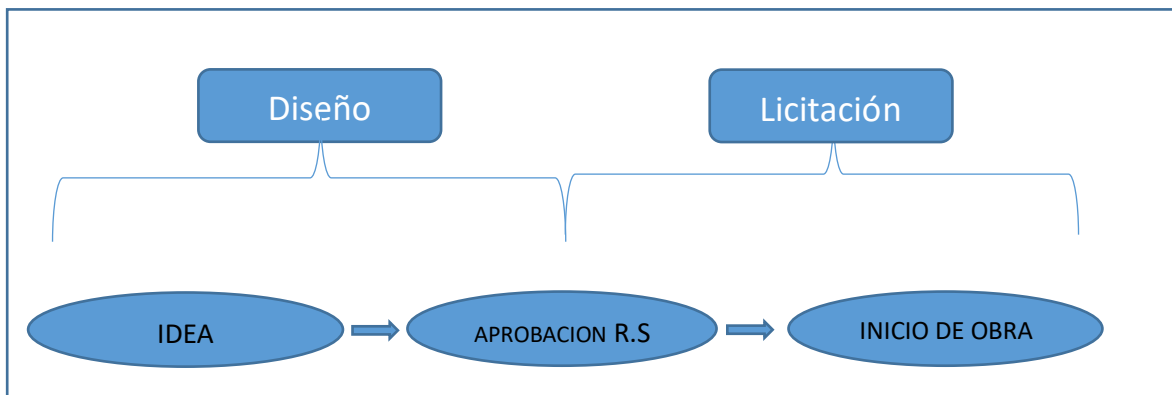 Diseño
Licitación
IDEA
APROBACION R.S
INICIO DE OBRA